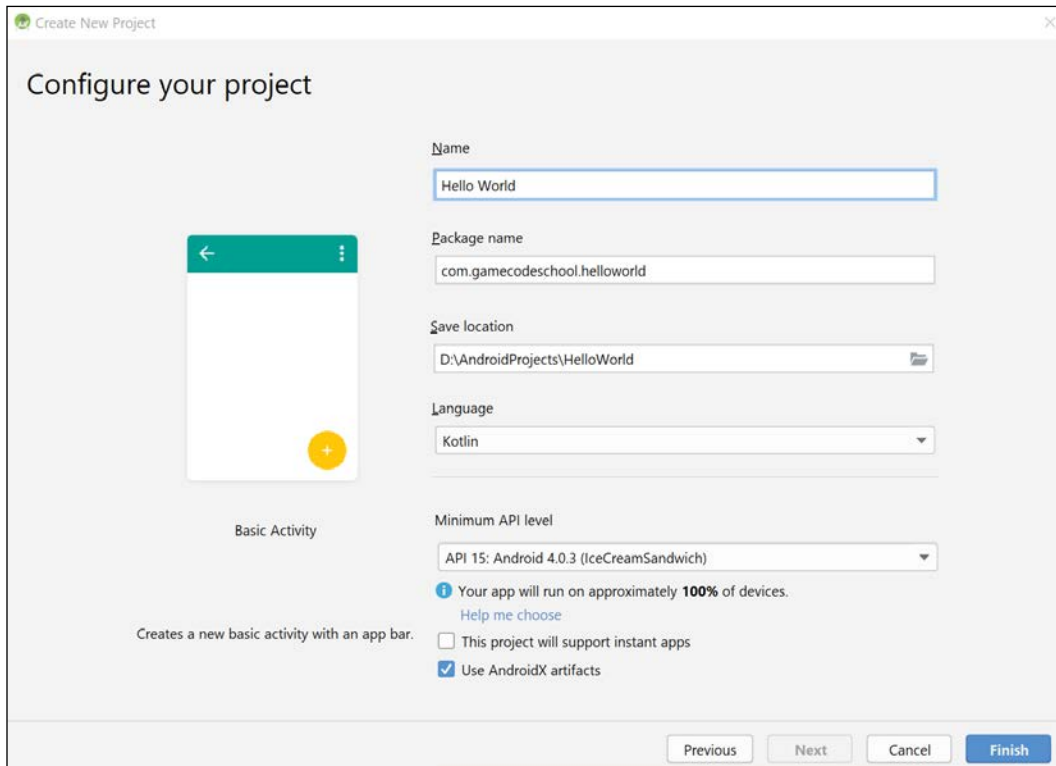 Create New Project
Configure your project
Name
Hello World
Package name
com.gamecodeschool.helloworld
Save location
D:\AndroidProjects\HelloWorld
Language
Kotlin
Basic Activity
Minimum API level
API 15: Android 4.0.3 (IceCreamSandwich)
Your app will run on approximately 100% of devices.
Help me choose
Creates a new basic activity with an app bar.
This project will support instant apps
Use AndroidX artifacts
Previous
Next
Cancel
Finish